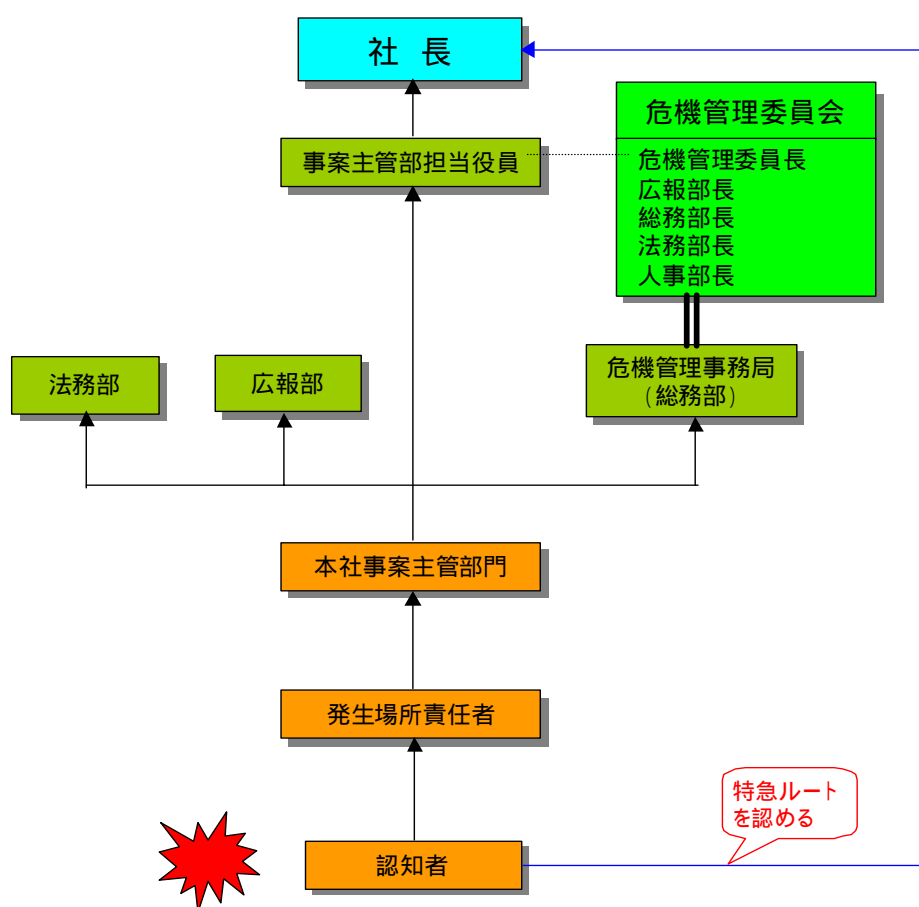 社 長
危機管理委員会
事案主管部担当役員
危機管理委員長
広報部長
総務部長
法務部長
人事部長
法務部
広報部
危機管理事務局
(総務部)
本社事案主管部門
発生場所責任者
特急ルート
を認める
認知者